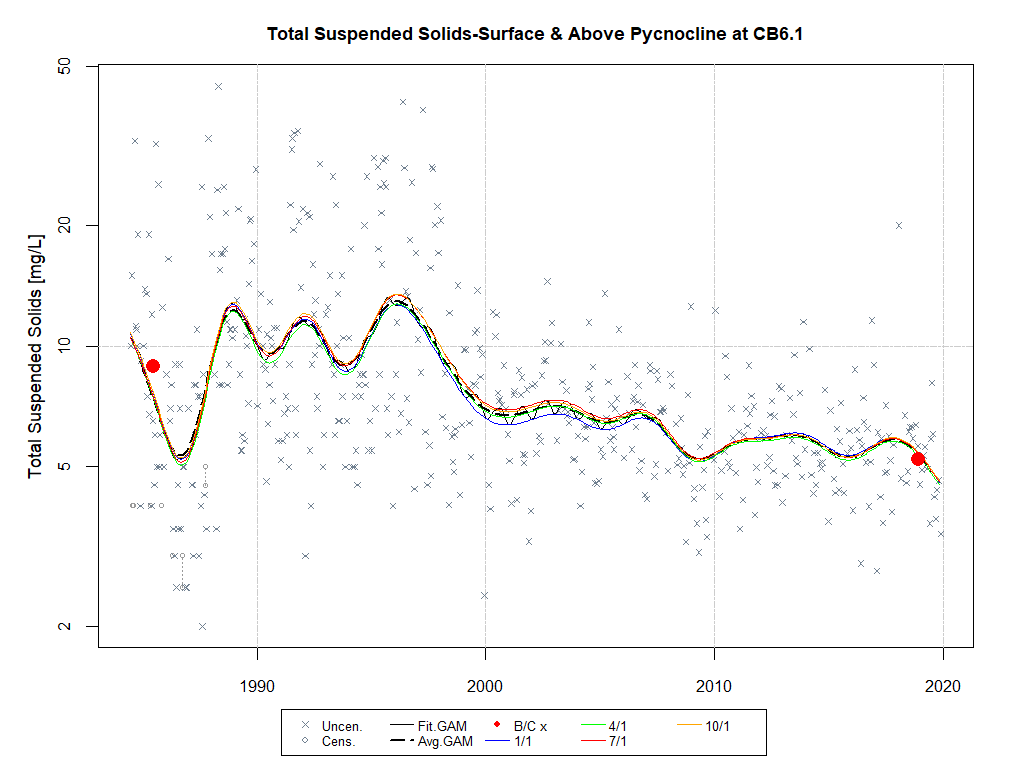 Total Suspended Solids-Surface & Above Pycnocline at CB6.1
Total Suspended Solids [mg/L]
50
20
10
5
2
1990 2000 2010 2020
Uncen. Fit.GAM B/C x 4/1 10/1
Cens. Avg.GAM 1/1 7/1